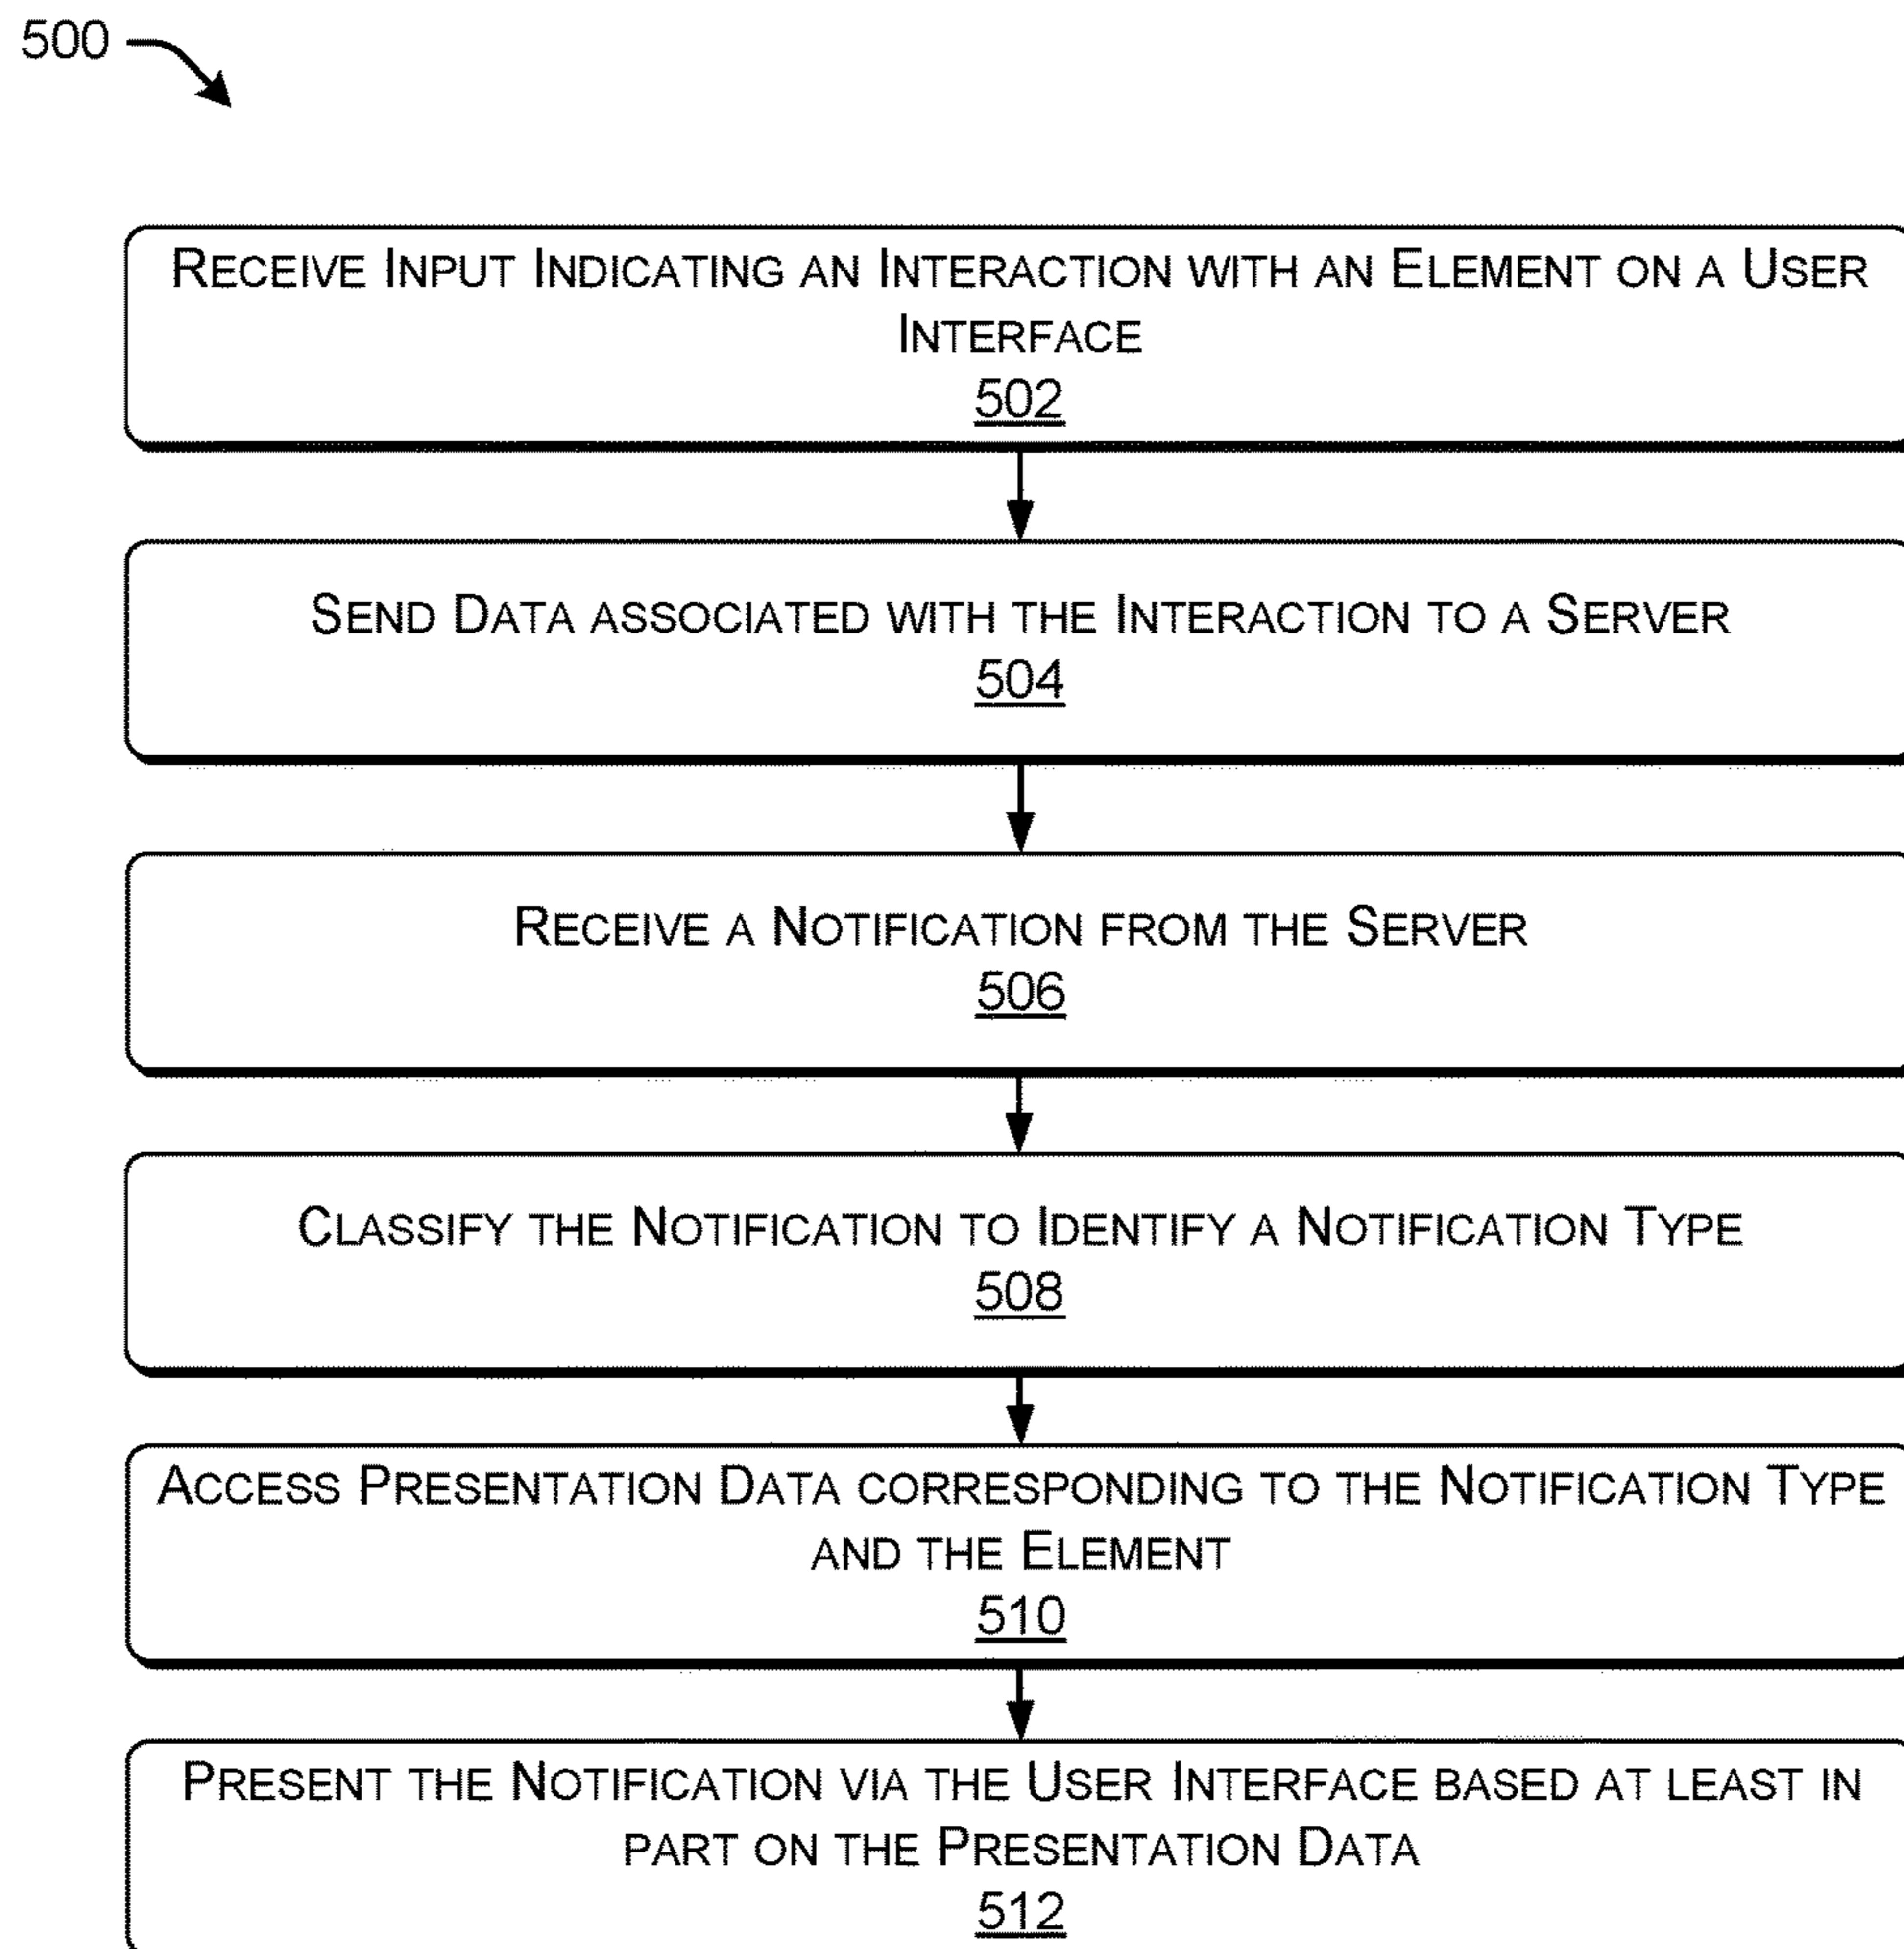 500
RECEIVE INPUT INDICATING AN INTERACTION WITH AN ELEMENT ON A USER
INTERFACE
502
SEND DATA ASSOCIATED WITH THE INTERACTION TO A SERVER
504
RECEIVE A NOTIFICATION FROM THE SERVER
506
CLASSIFY THE NOTIFICATION TO IDENTIFY A NOTIFICATION TYPE
508
ACCESS PRESENTATION DATA CORRESPONDING TO THE NOTIFICATION TYPE
AND THE ELEMENT
510
PRESENT THE NOTIFICATION VIA THE USER INTERFACE BASED AT LEAST IN
PART ON THE PRESENTATION DATA
512